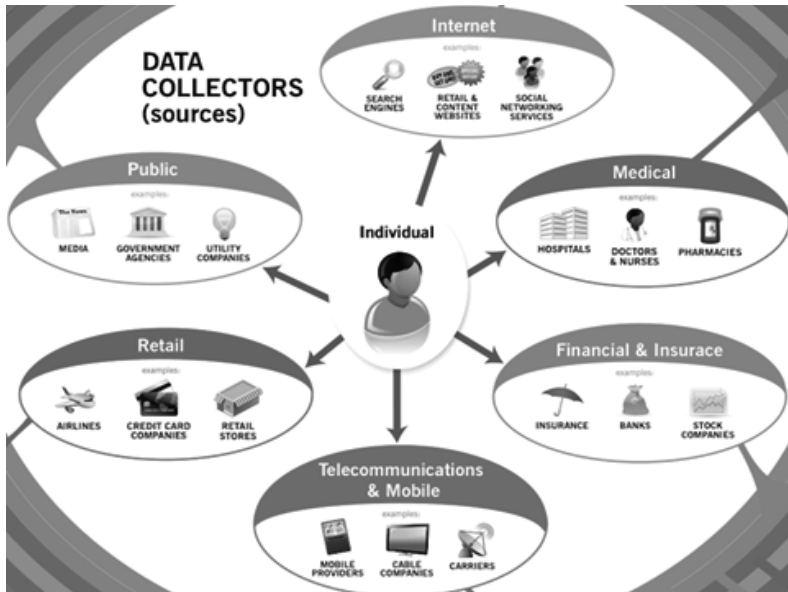 DATA
COLLECTORS
(sources)
Internet
examples:
SEARCH
ENGINES
RETAIL &
CONTENT
WEBSITES
SOCIAL
NETWORKING
SERVICES
Public
examples:
MEDIA
GOVERNMENT
AGENCIES
UTILITY
COMPANIES
Individual
Medical
examples:
HOSPITALS
DOCTORS
& NURSES
PHARMACIES
Retail
examples:
AIRLINES
CREDIT CARD
COMPANIES
RETAIL
STORES
Financial & Insurace
examples:
INSURANCE
BANKS
STOCK
COMPANIES
Telecommunications
& Mobile
examples:
MOBILE
PROVIDERS
CABLE
COMPANIES
CARRIERS